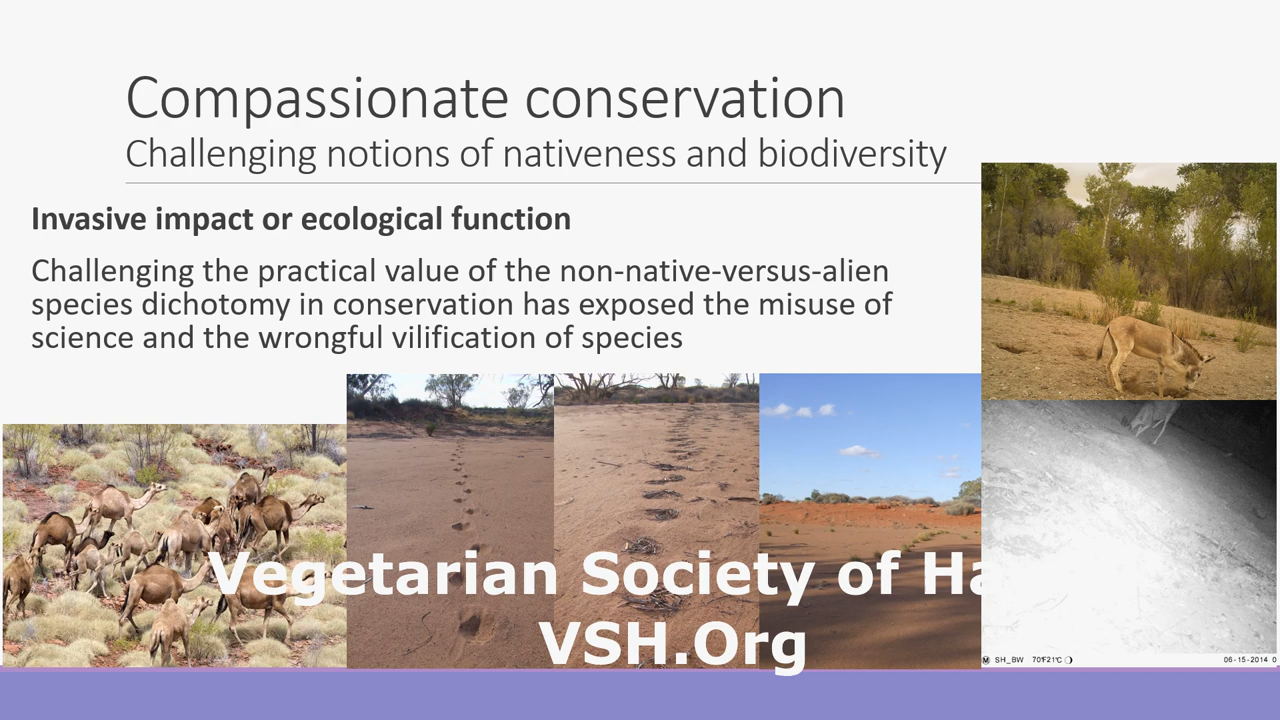 Compassionate conservation
Challenging notions of nativeness and biodiversity
Invasive impact or ecological function
Challenging the practical value of the non-native-versus-alien
species dichotomy in conservation has exposed the misuse of
science and the wrongful vilification of species
Vegetarian Society of Ha
VSH.Org
SH_BW 70°F21°C
06-15-2014 0